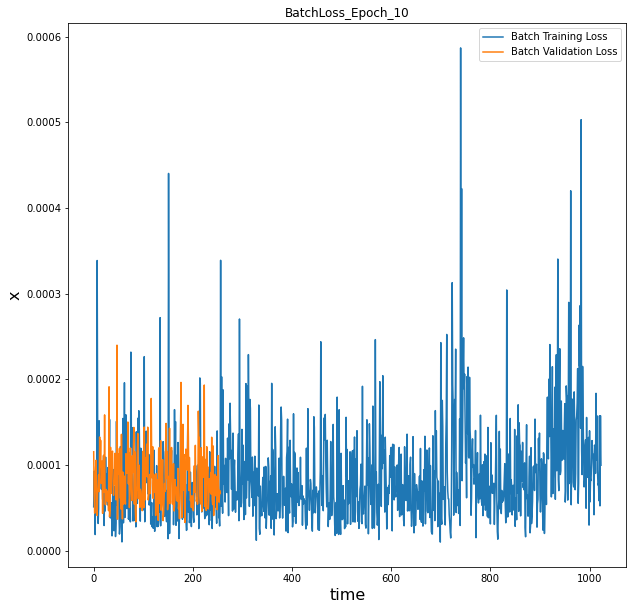 BatchLoss_Epoch_10
Batch Training Loss
Batch Validation Loss
0.0006
0.0005
0.0004
0.0003
0.0002
0.0001
0.0000
x
0 200 400 600 800 1000
time